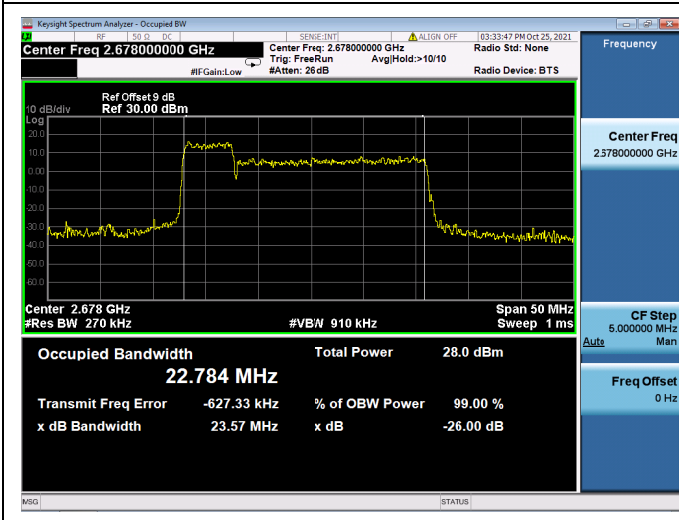 Keysight Spectrum Analyzer - Occupied BW
RF 50 Ω DC SENSE:INT ALIGN OFF 03:33:47 PM Oct 25, 2021
Center Freq 2.678000000 GHz
Center Freq: 2.678000000 GHz
Radio Std: None
Trig: FreeRun Avg|Hold:>10/10
#IFGain:Low #Atten: 26 dB Radio Device: BTS
Frequency
Ref Offset 9 dB
10 dB/div Ref 30.00 dBm
Log
20.0
10.0
0.00
-10.0
-20.0
-30.0
-40.0
-50.0
-60.0
Center 2.678 GHz Span 50 MHz
#Res BW 270 kHz #VBW 910 kHz Sweep 1 ms
Center Freq
2.678000000 GHz
CF Step
5.000000 MHz
Auto Man
Freq Offset
0 Hz
Occupied Bandwidth Total Power 28.0 dBm
22.784 MHz
Transmit Freq Error -627.33 kHz % of OBW Power 99.00 %
x dB Bandwidth 23.57 MHz x dB -26.00 dB
MSG STATUS